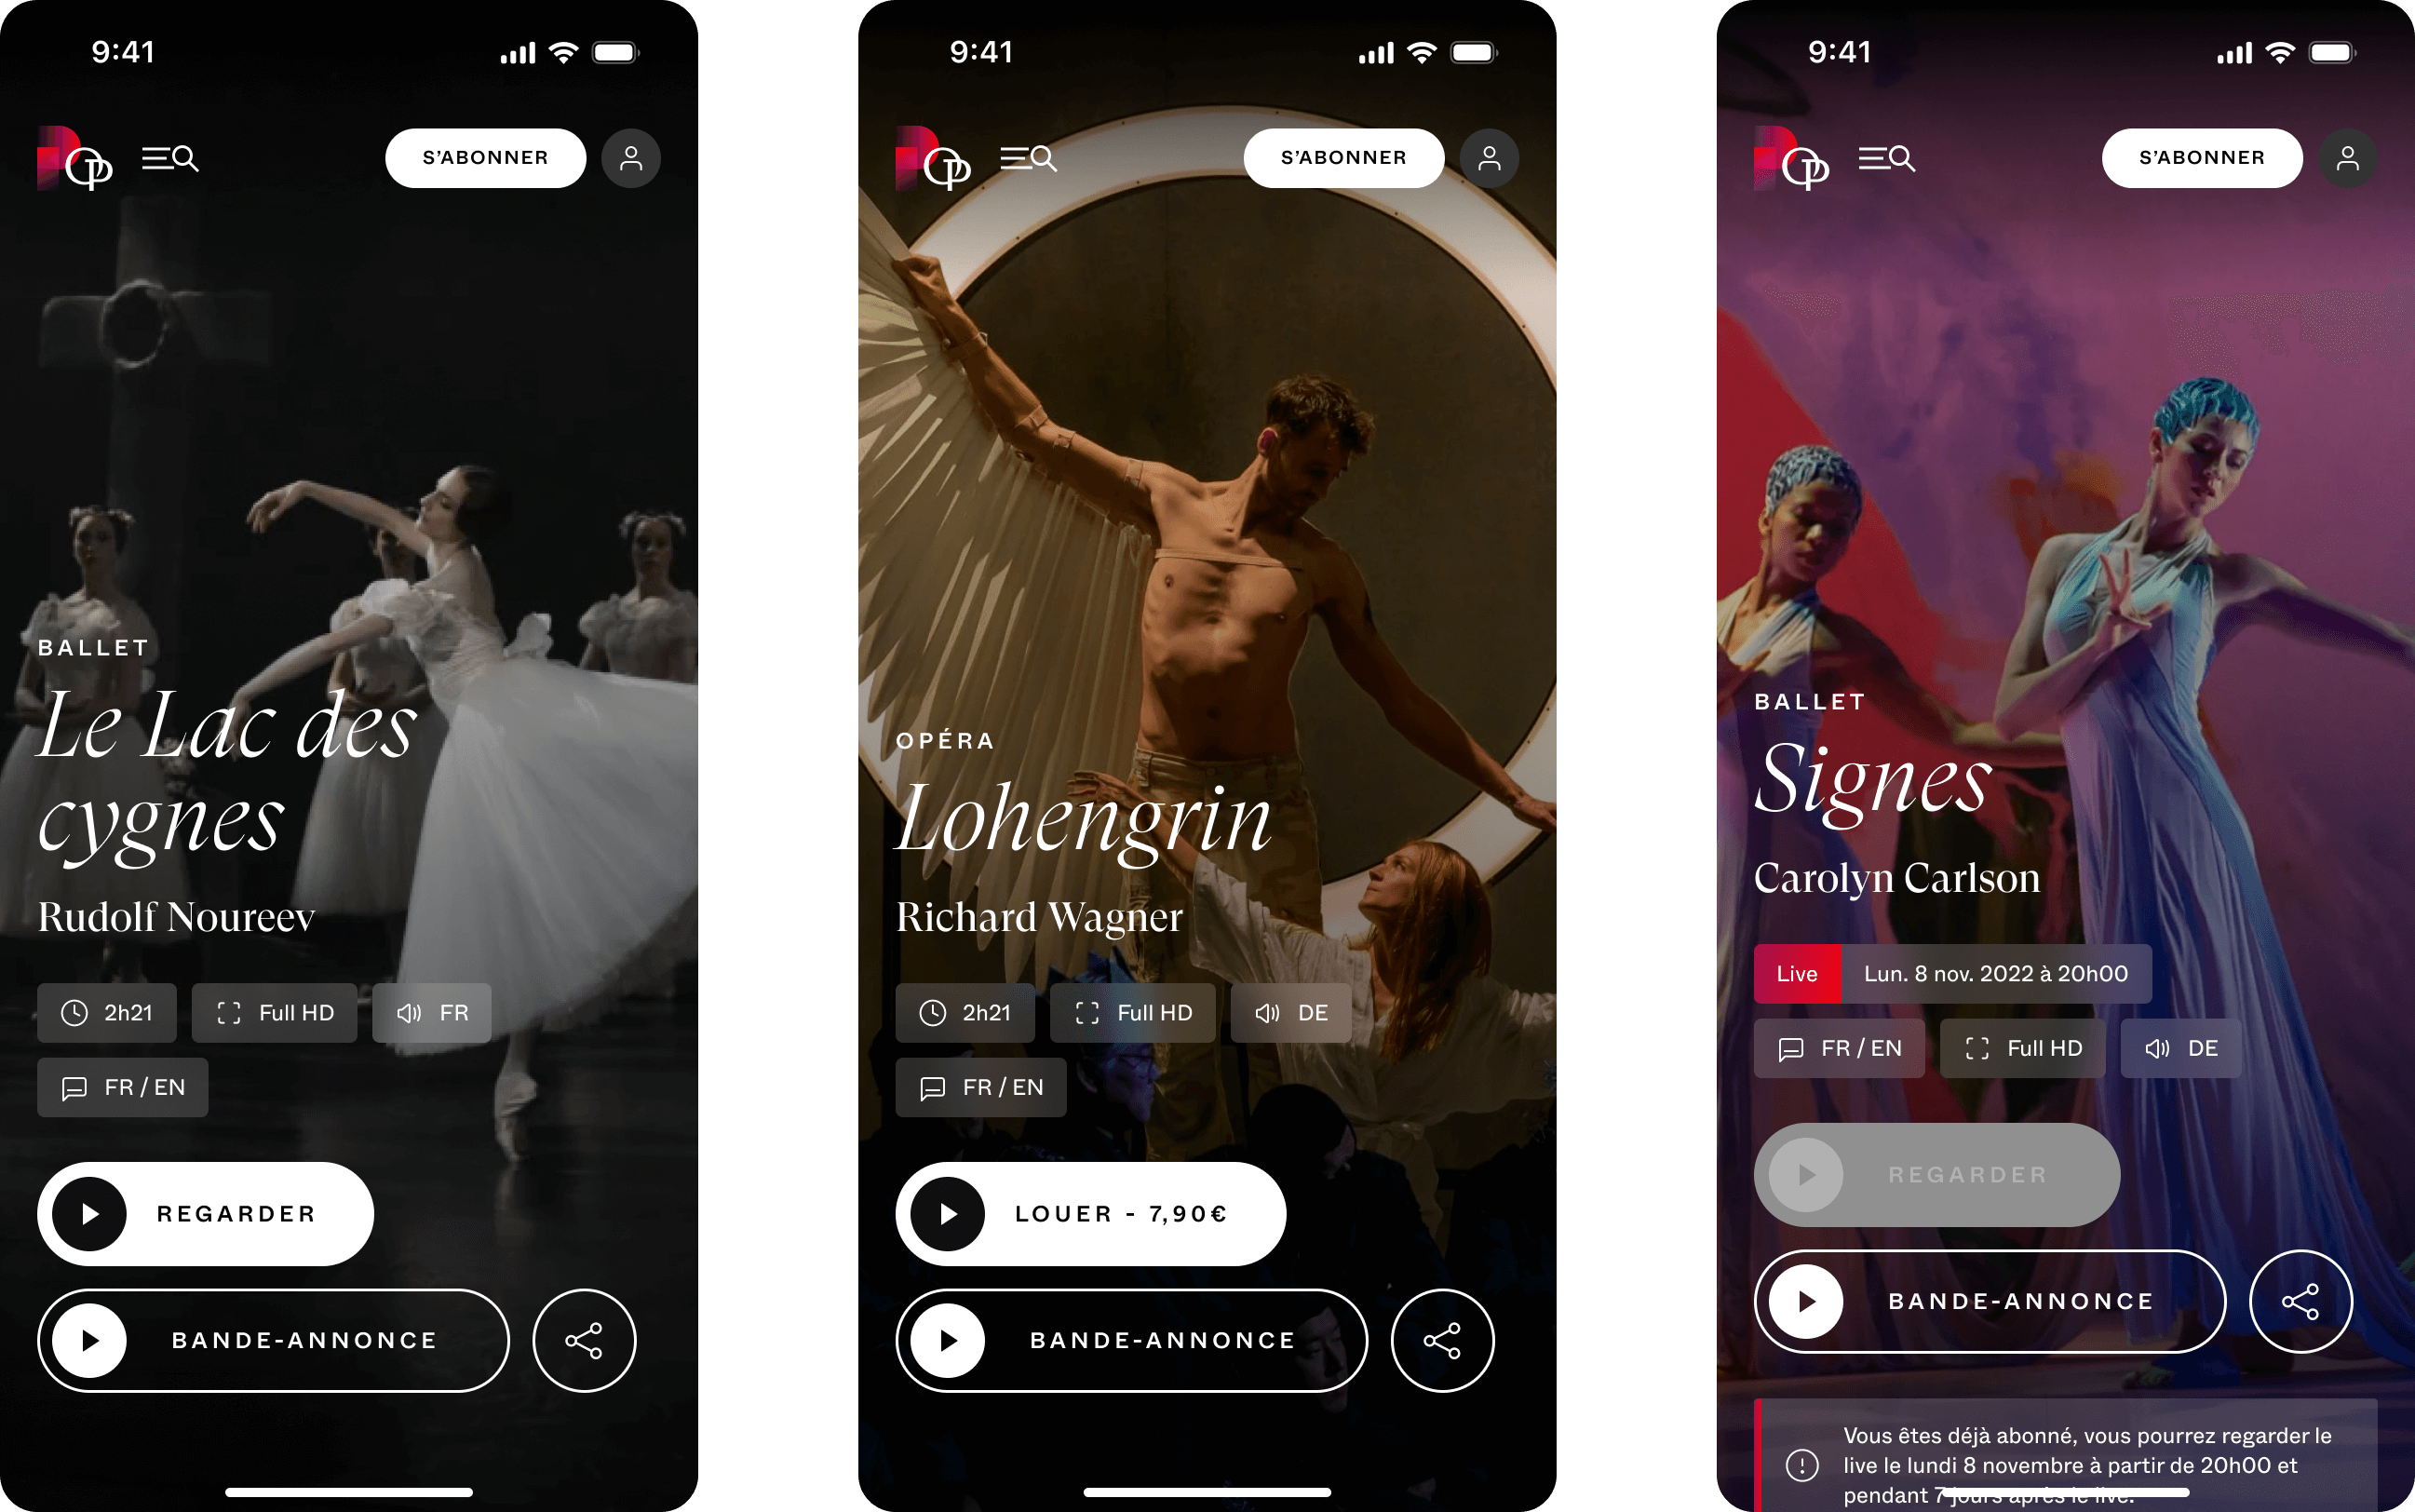 9:41
S’ABONNER
BALLET
Le Lac des
cygnes
Rudolf Noureev
2h21
Full HD
FR
FR / EN
REGARDER
BANDE-ANNONCE
9:41
S’ABONNER
OPÉRA
Lohengrin
Richard Wagner
2h21
Full HD
DE
FR / EN
LOUER - 7,90€
BANDE-ANNONCE
9:41
S’ABONNER
BALLET
Signes
Carolyn Carlson
Live
Lun. 8 nov. 2022 à 20h00
FR / EN
Full HD
DE
REGARDER
BANDE-ANNONCE
Vous êtes déjà abonné, vous pourrez regarder le
live le lundi 8 novembre à partir de 20h00 et
pendant 7 jours après le live.